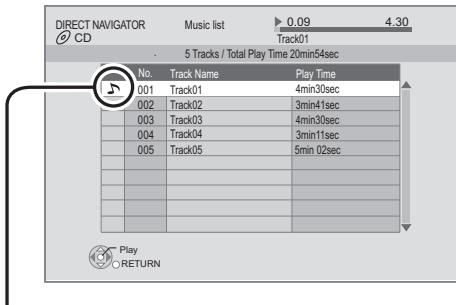 DIRECT NAVIGATOR Music list 0.09 4.30
CD Track01
5 Tracks / Total Play Time 20min54sec
No. Track Name Play Time
001 Track01 4min30sec
002 Track02 3min41sec
003 Track03 4min30sec
004 Track04 3min11sec
005 Track05 5min 02sec
Play
RETURN